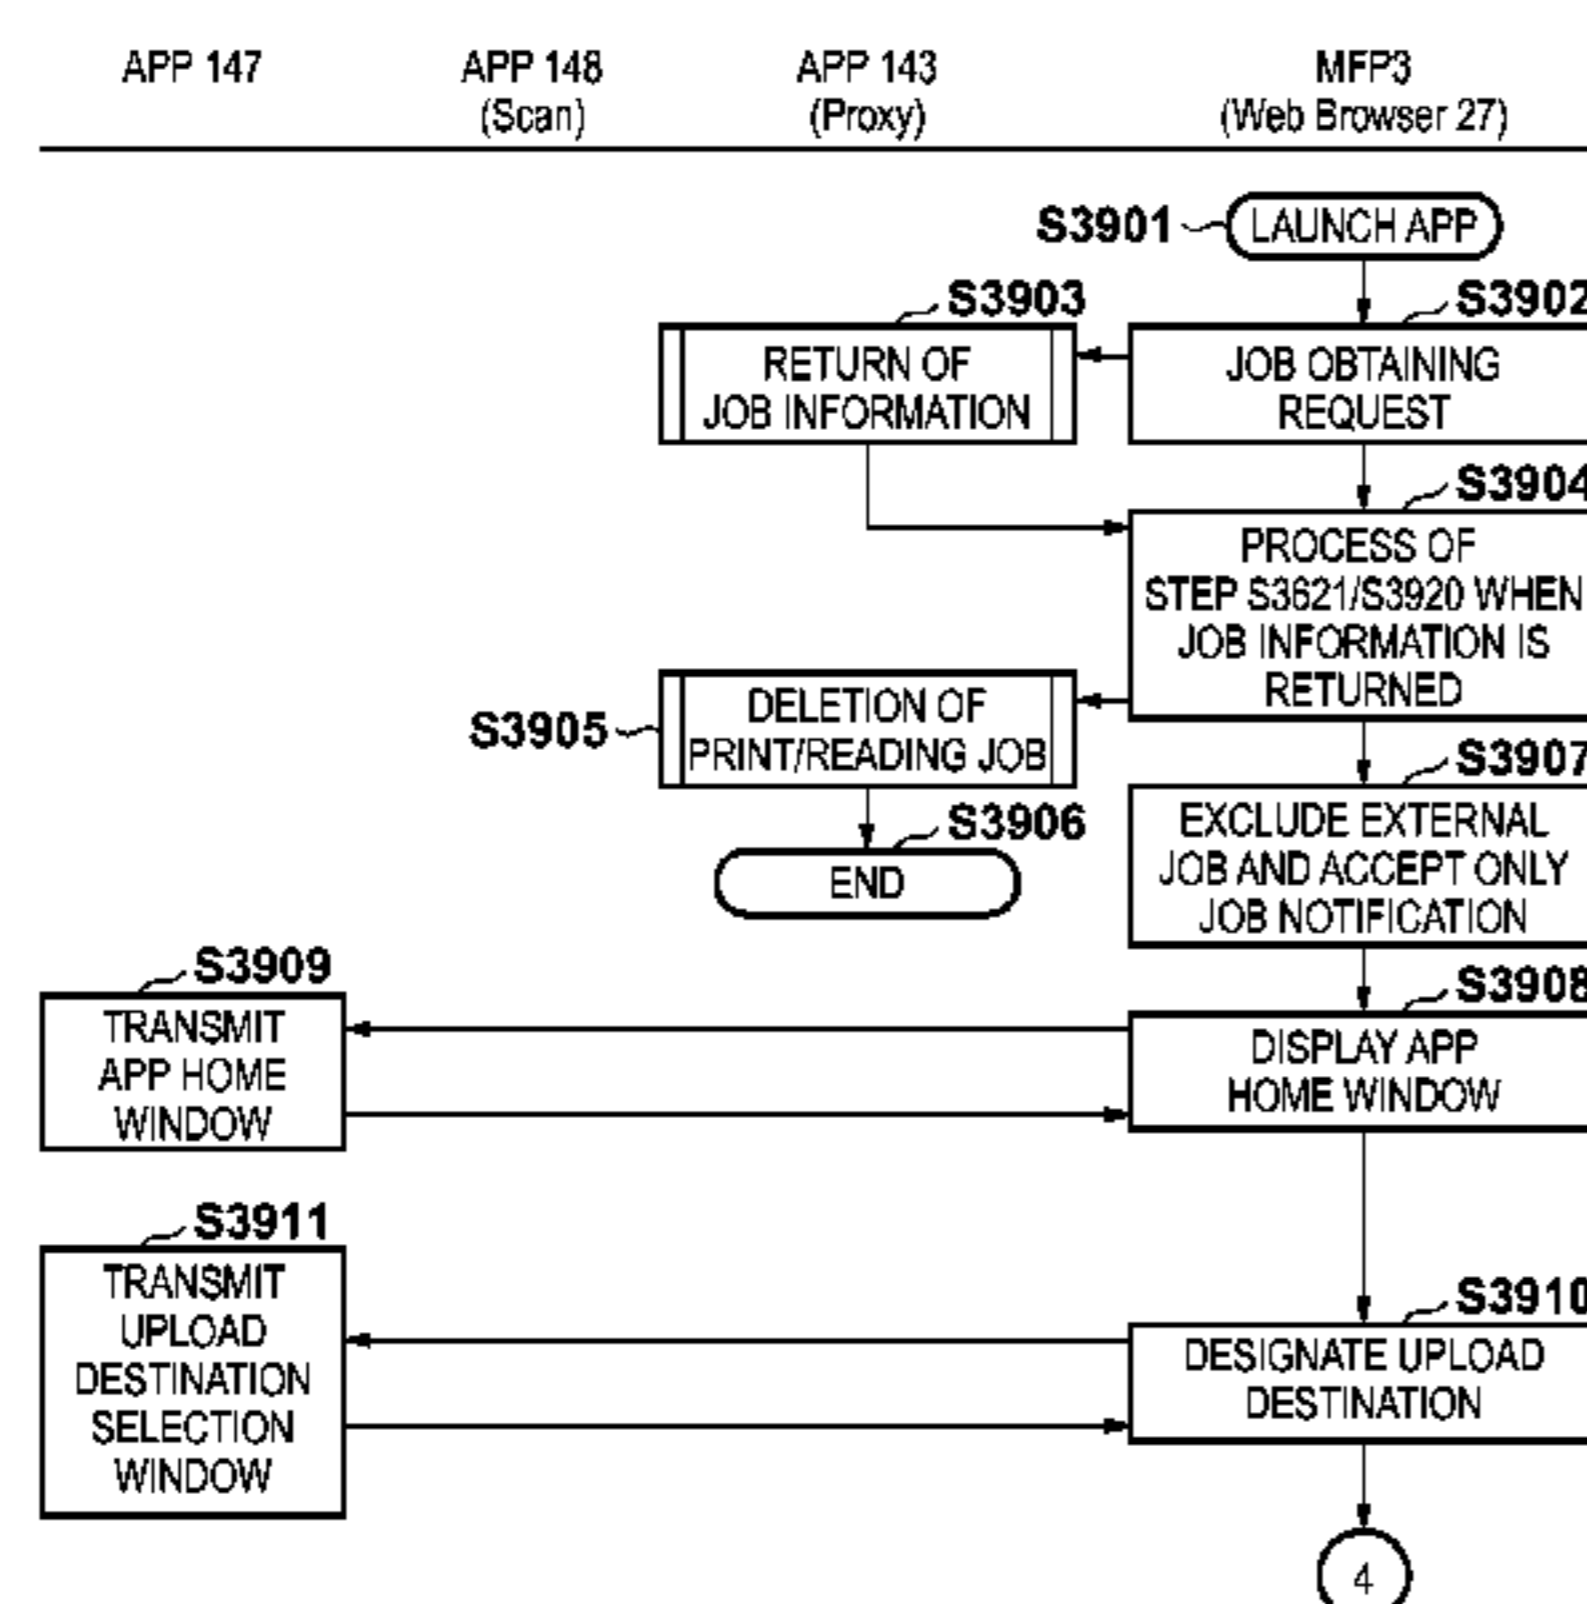 APP 147
APP 148
(Scan)
APP 143
(Proxy)
MFP3
(Web Browser 27)
S3901
LAUNCH APP
S3903
S3902
RETURN OF
JOB INFORMATION
JOB OBTAINING
REQUEST
S3904
PROCESS OF
STEP S3621/S3920 WHEN
JOB INFORMATION IS
RETURNED
S3905
DELETION OF
PRINT/READING JOB
S3907
S3906
END
EXCLUDE EXTERNAL
JOB AND ACCEPT ONLY
JOB NOTIFICATION
S3909
S3908
TRANSMIT
APP HOME
WINDOW
DISPLAY APP
HOME WINDOW
S3911
TRANSMIT
UPLOAD
DESTINATION
SELECTION
WINDOW
S3910
DESIGNATE UPLOAD
DESTINATION
4